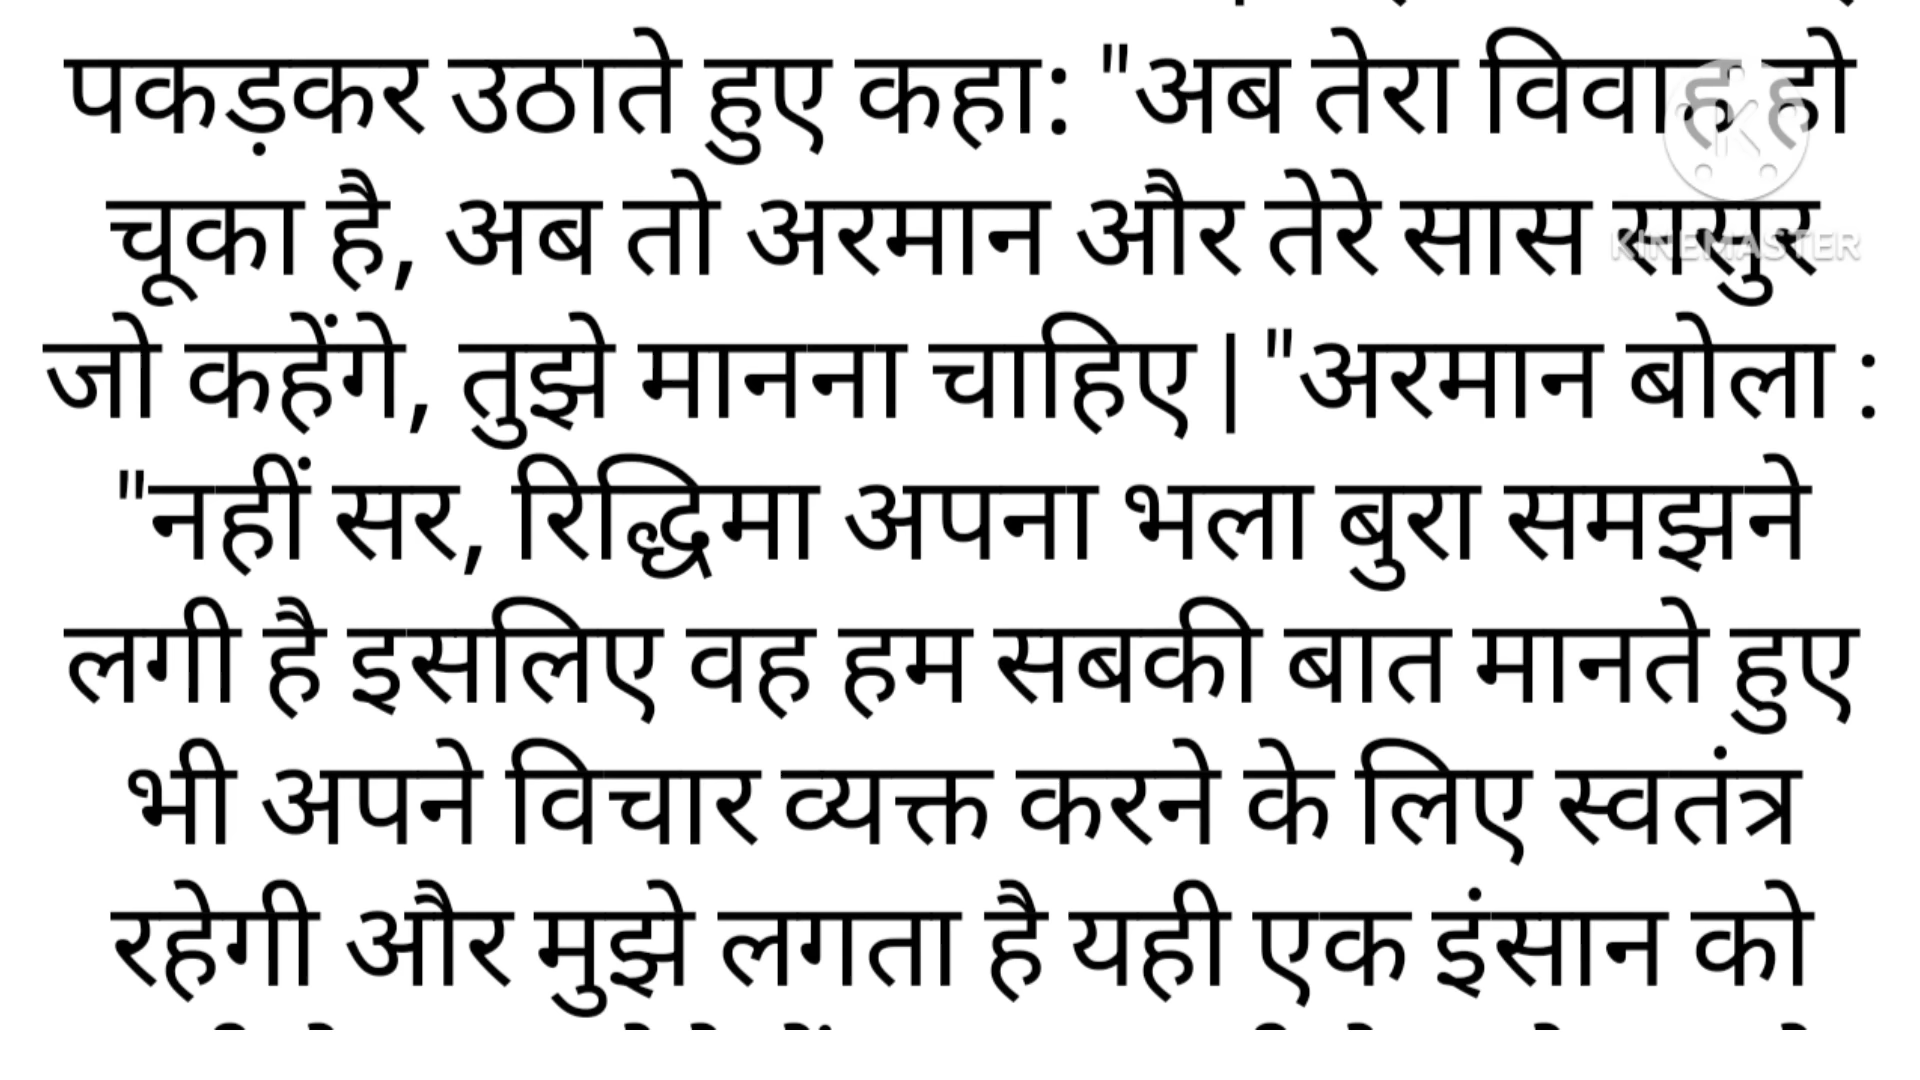 पकड़कर उठाते हुए कहा: "अब तेरा विवाह हो
चूका है, अब तो अरमान और तेरे सास ससुर
जो कहेंगे, तुझे मानना चाहिए | "अरमान बोला :
"नहीं सर, रिद्धिमा अपना भला बुरा समझने
लगी है इसलिए वह हम सबकी बात मानते हुए
भी अपने विचार व्यक्त करने के लिए स्वतंत्र
रहेगी और मुझे लगता है यही एक इंसान को
KINEMASTER